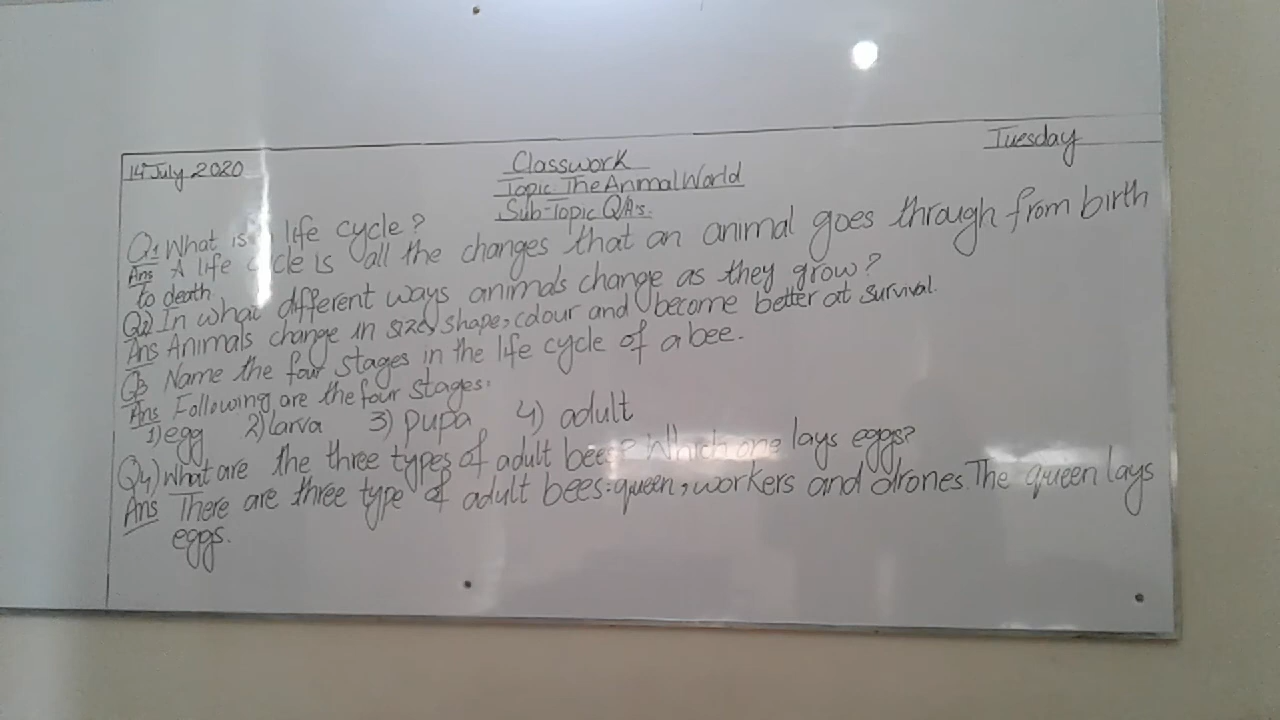 14th July 2020 Classwork Tuesday
Topic: The Animal World
Sub-Topic Q/A's.
Q1 What is a life cycle?
Ans A life cycle is all the changes that an animal goes through from birth
to death.
Q2) In what different ways animals change as they grow?
Ans Animals change in size, shape, colour and become better at survival.
Q3 Name the four stages in the life cycle of a bee.
Ans Following are the four stages:
1) egg 2) larva 3) pupa 4) adult
Q4) What are the three types of adult bees? Which one lays eggs?
Ans There are three type of adult bees: queen, workers and drones. The queen lays
eggs.